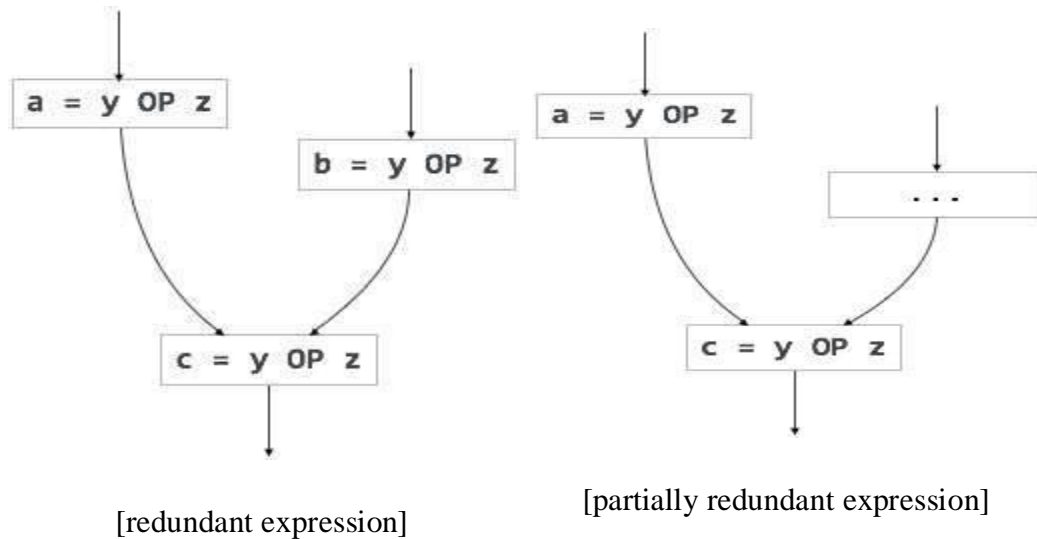 a = y OP z
b = y OP z
c = y OP z
[redundant expression]
a = y OP z
...
c = y OP z
[partially redundant expression]